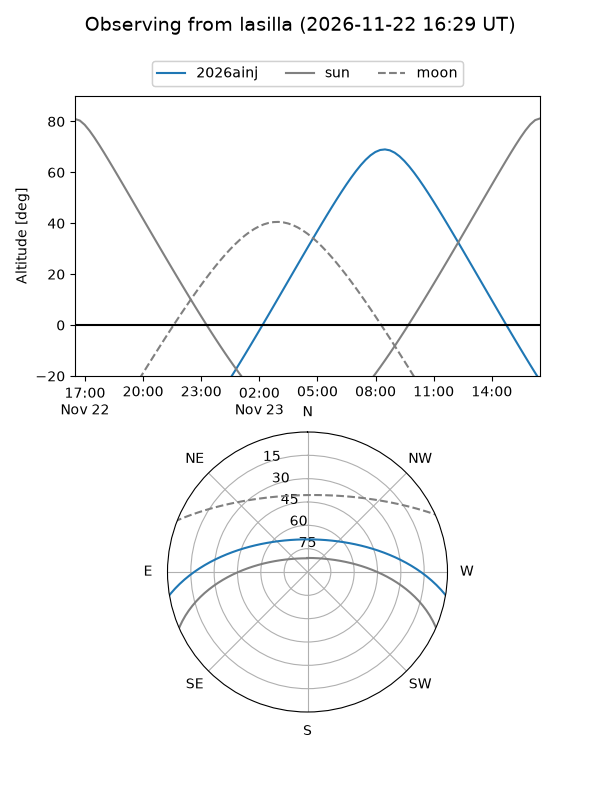 Observing from lasilla (2026-11-22 16:29 UT)
2026ainj sun moon
Altitude [deg]
80
60
40
20
0
−20
17:00 20:00 23:00 02:00 05:00 08:00 11:00 14:00
Nov 22 Nov 23
N
NE NW
15
30
45
60
75
E W
SE SW
S